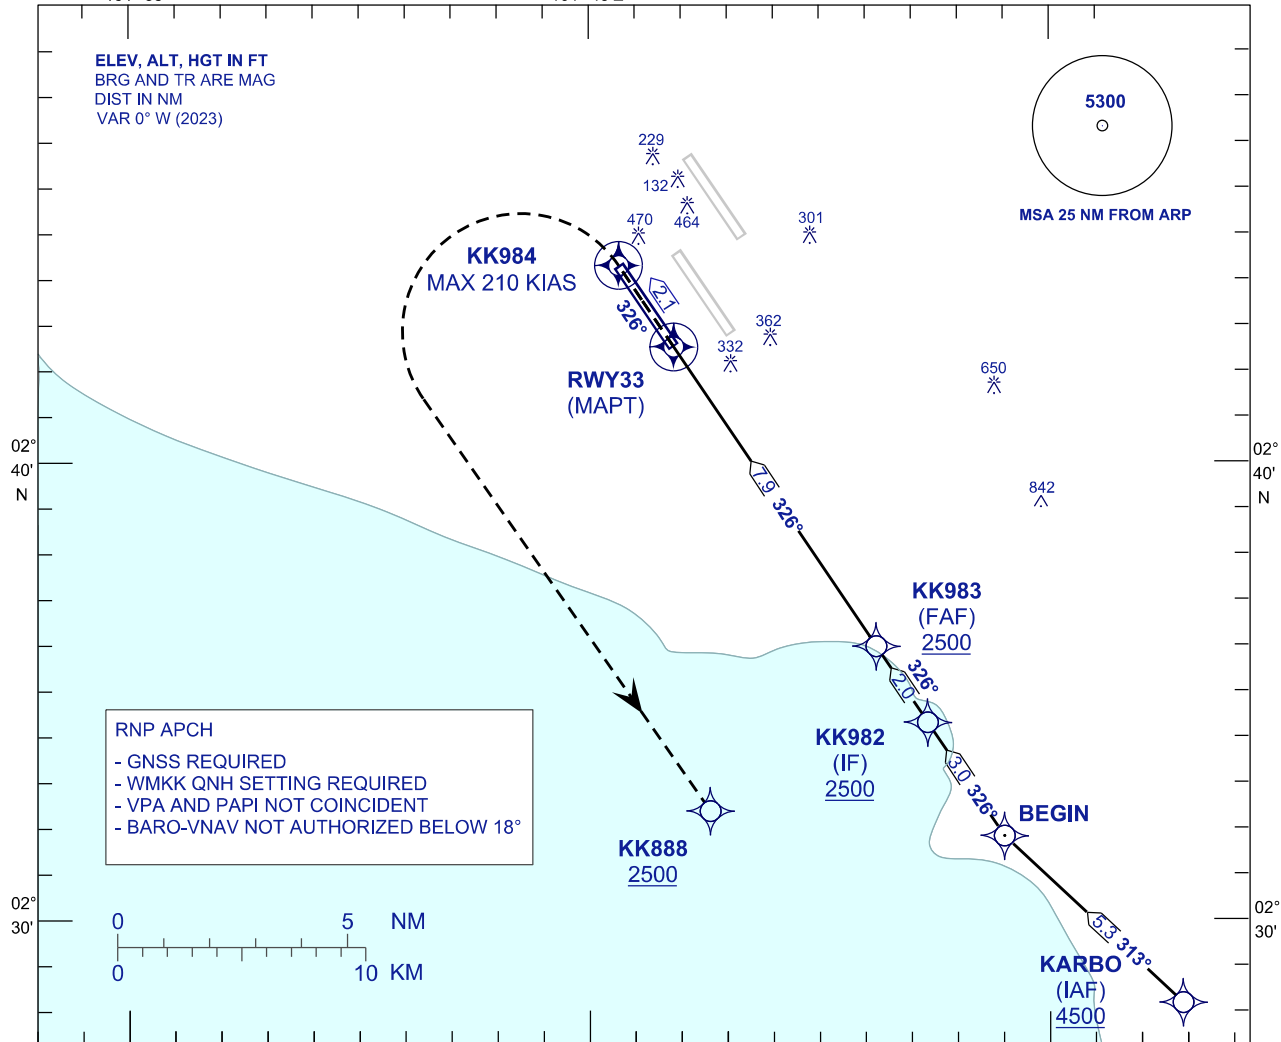 ELEV, ALT, HGT IN FT
BRG AND TR ARE MAG
DIST IN NM
VAR 0° W (2023)
5300
MSA 25 NM FROM ARP
229
132
464
470
301
KK984
MAX 210 KIAS
2.1
326°
362
332
RWY33
(MAPT)
650
02°
40'
N
02°
40'
N
842
7.9 326°
KK983
(FAF)
2500
326°
2.0
KK982
(IF)
2500
3.0 326°
BEGIN
RNP APCH
- GNSS REQUIRED
- WMKK QNH SETTING REQUIRED
- VPA AND PAPI NOT COINCIDENT
- BARO-VNAV NOT AUTHORIZED BELOW 18°
KK888
2500
02°
30'
02°
30'
0 5 NM
0 10 KM
5.3 313°
KARBO
(IAF)
4500